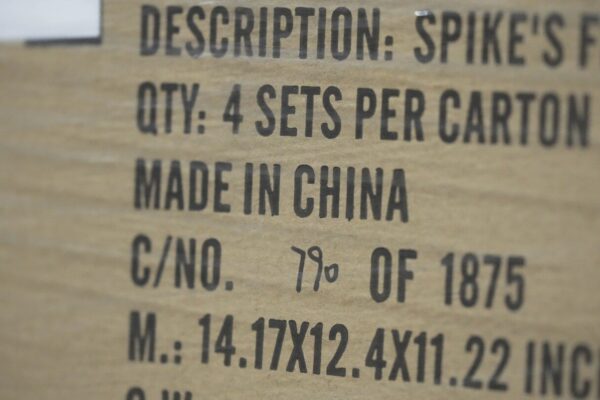 DESCRIPTION: SPIKE'S F
QTY: 4 SETS PER CARTON
MADE IN CHINA
C/NO. 790 OF 1875
M.: 14.17X12.4X11.22 INC
G.W